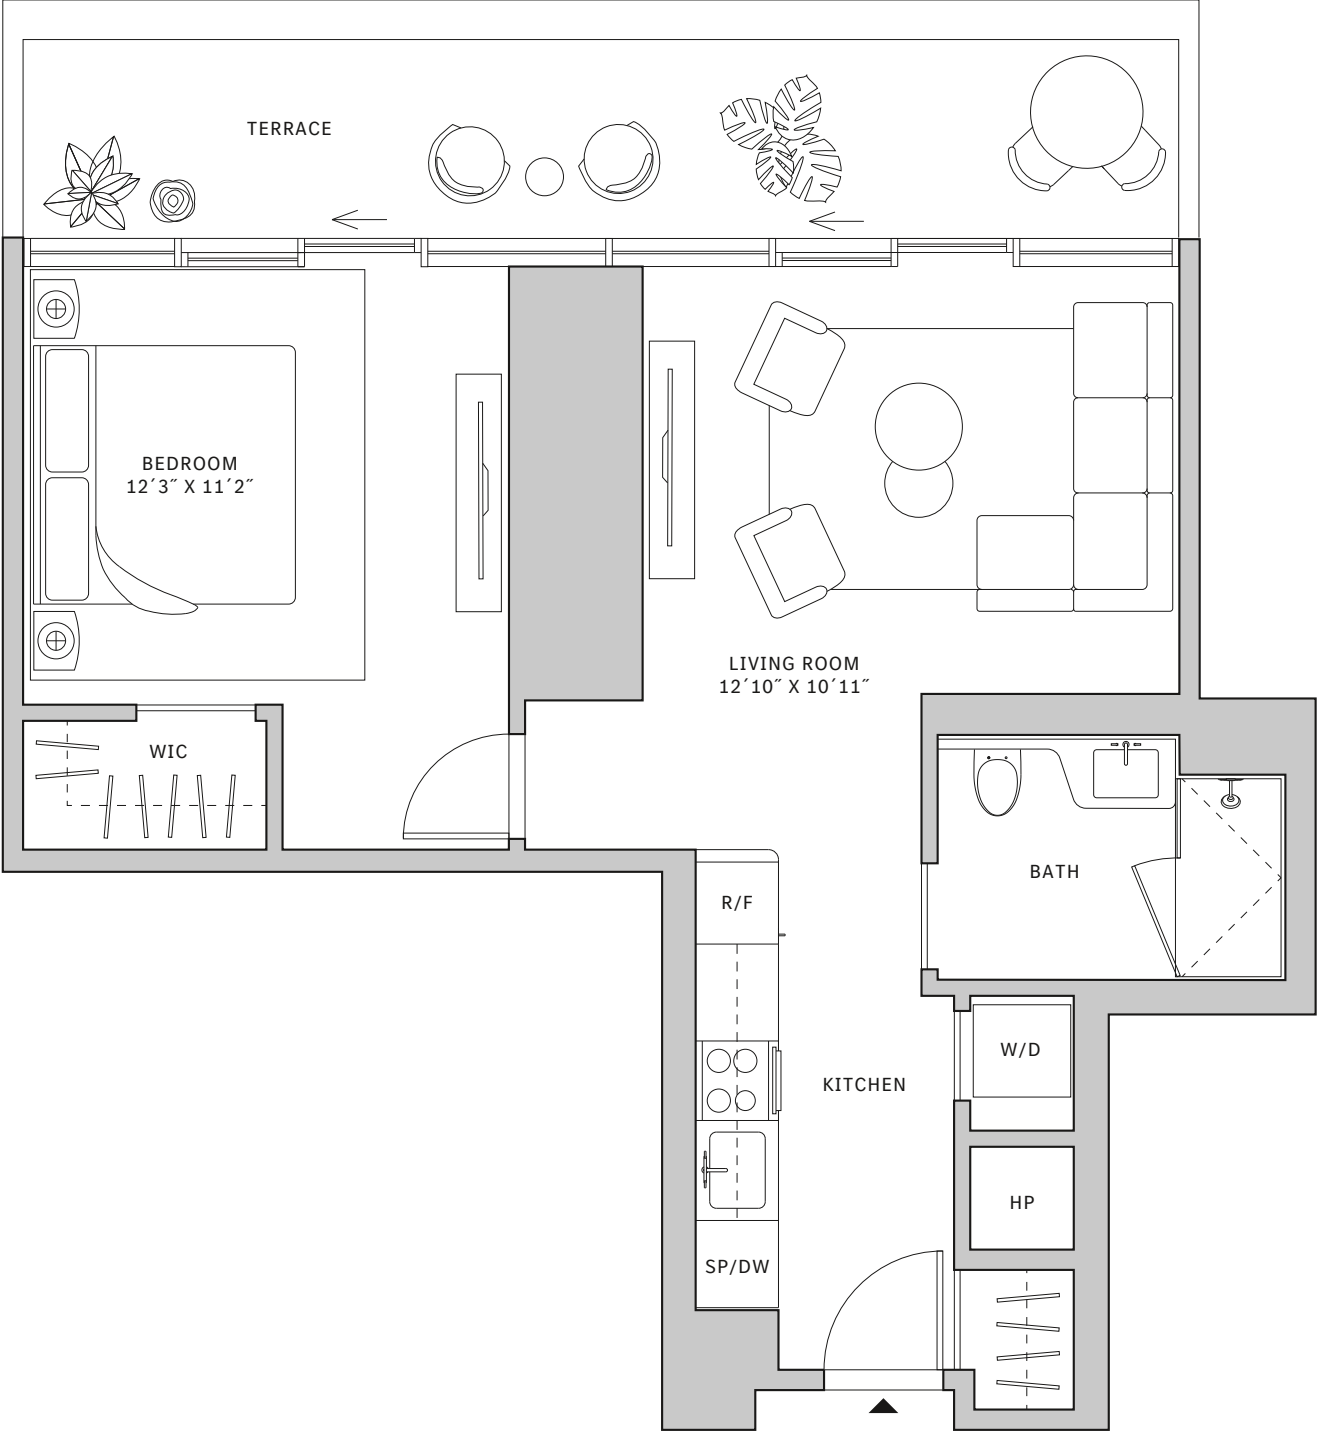 TERRACE
BEDROOM
12´3˝ X 11´2˝
LIVING ROOM
12´10˝ X 10´11˝
WIC
BATH
R/F
W/D
KITCHEN
HP
SP/DW